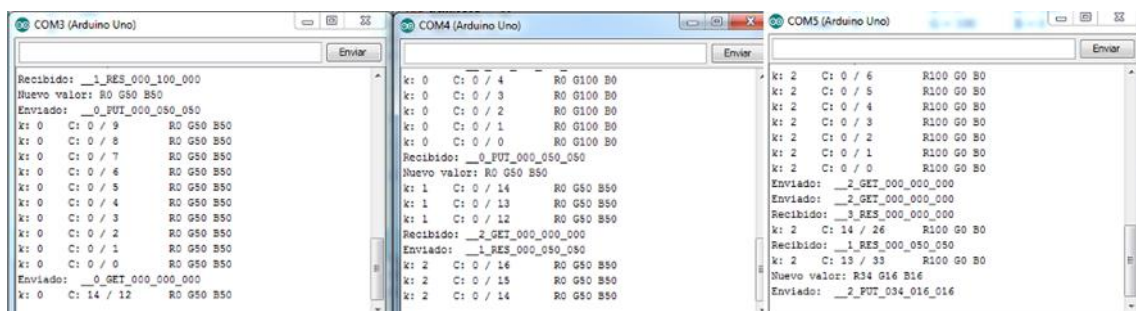 COM3 (Arduino Uno)
Enviar
Recibido: __1_RES_000_100_000
Nuevo valor: R0 G50 B50
Enviado: __0_PUT_000_050_050
k: 0 C: 0 / 9 R0 G50 B50
k: 0 C: 0 / 8 R0 G50 B50
k: 0 C: 0 / 7 R0 G50 B50
k: 0 C: 0 / 6 R0 G50 B50
k: 0 C: 0 / 5 R0 G50 B50
k: 0 C: 0 / 4 R0 G50 B50
k: 0 C: 0 / 3 R0 G50 B50
k: 0 C: 0 / 2 R0 G50 B50
k: 0 C: 0 / 1 R0 G50 B50
k: 0 C: 0 / 0 R0 G50 B50
Enviado: __0_GET_000_000_000
k: 0 C: 14 / 12 R0 G50 B50
COM4 (Arduino Uno)
Enviar
k: 0 C: 0 / 4 R0 G100 B0
k: 0 C: 0 / 3 R0 G100 B0
k: 0 C: 0 / 2 R0 G100 B0
k: 0 C: 0 / 1 R0 G100 B0
k: 0 C: 0 / 0 R0 G100 B0
Recibido: __0_PUT_000_050_050
Nuevo valor: R0 G50 B50
k: 1 C: 0 / 14 R0 G50 B50
k: 1 C: 0 / 13 R0 G50 B50
k: 1 C: 0 / 12 R0 G50 B50
Recibido: __2_GET_000_000_000
Enviado: __1_RES_000_050_050
k: 2 C: 0 / 16 R0 G50 B50
k: 2 C: 0 / 15 R0 G50 B50
k: 2 C: 0 / 14 R0 G50 B50
COM5 (Arduino Uno)
Enviar
k: 2 C: 0 / 6 R100 G0 B0
k: 2 C: 0 / 5 R100 G0 B0
k: 2 C: 0 / 4 R100 G0 B0
k: 2 C: 0 / 3 R100 G0 B0
k: 2 C: 0 / 2 R100 G0 B0
k: 2 C: 0 / 1 R100 G0 B0
k: 2 C: 0 / 0 R100 G0 B0
Enviado: __2_GET_000_000_000
Enviado: __2_GET_000_000_000
Recibido: __3_RES_000_000_000
k: 2 C: 14 / 26 R100 G0 B0
Recibido: __1_RES_000_050_050
k: 2 C: 13 / 33 R100 G0 B0
Nuevo valor: R34 G16 B16
Enviado: __2_PUT_034_016_016